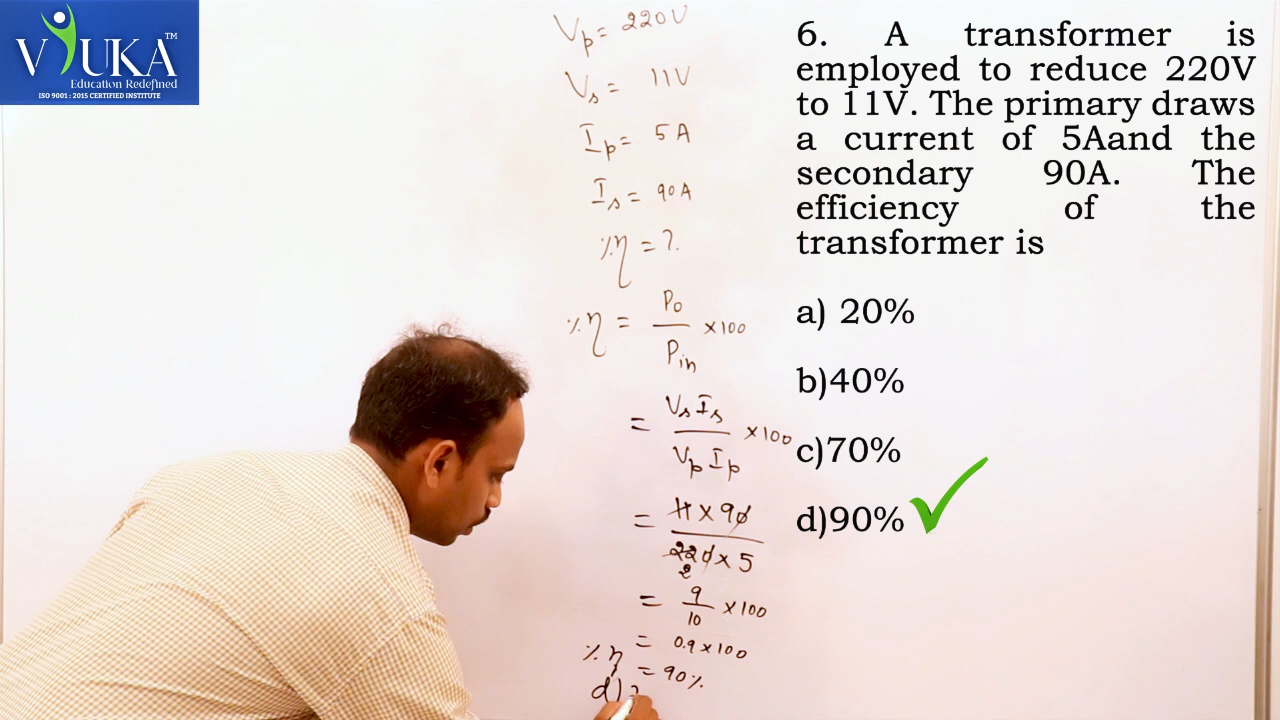 VJUKA™
Education Redefined
ISO 9001 : 2015 CERTIFIED INSTITUTE
Vp = 220V
Vs = 11V
Ip = 5A
Is = 90A
%η = ?
%η = Po/Pin ×100
= VsIs/VpIp ×100
= 11 × 90/220 × 5
2
= 9/10 ×100
= 0.9×100
%η = 90%
d)
6. A transformer is
employed to reduce 220V
to 11V. The primary draws
a current of 5Aand the
secondary 90A. The
efficiency of the
transformer is
a) 20%
b)40%
c)70%
d)90%